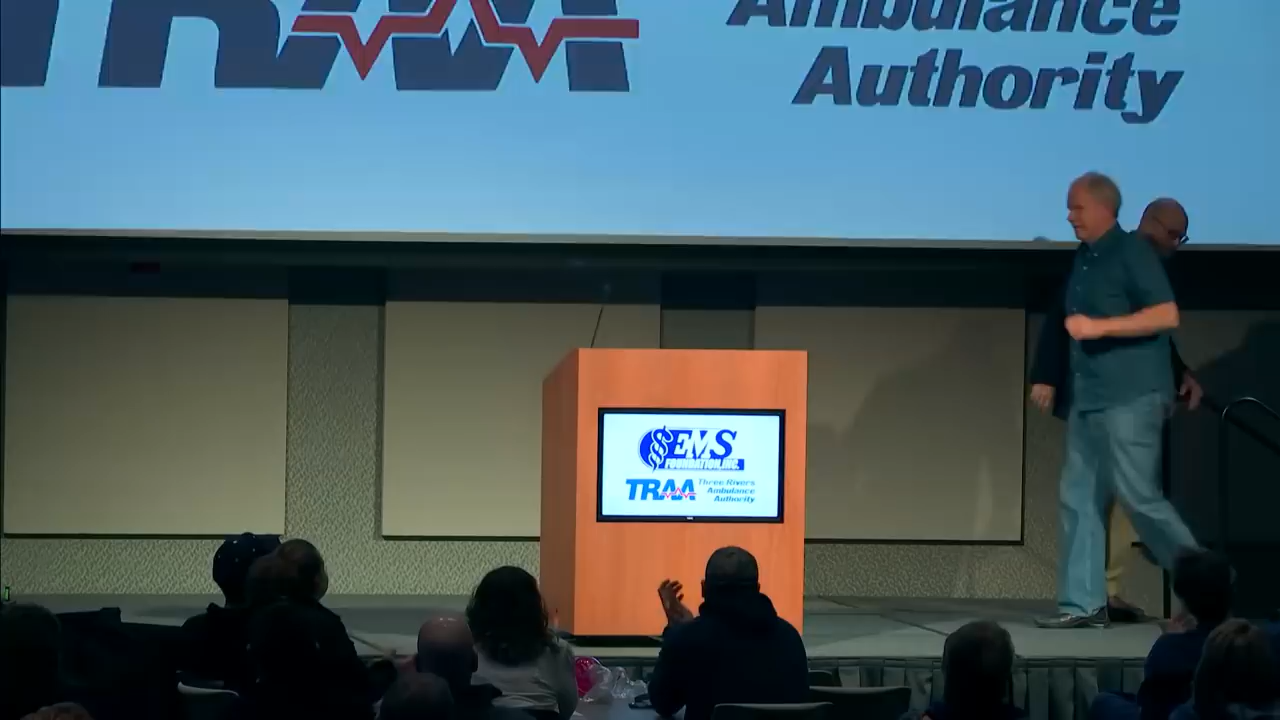 TRAA
Ambulance
Authority
EMS
FOUNDATION, INC.
TRAA
Three Rivers
Ambulance
Authority